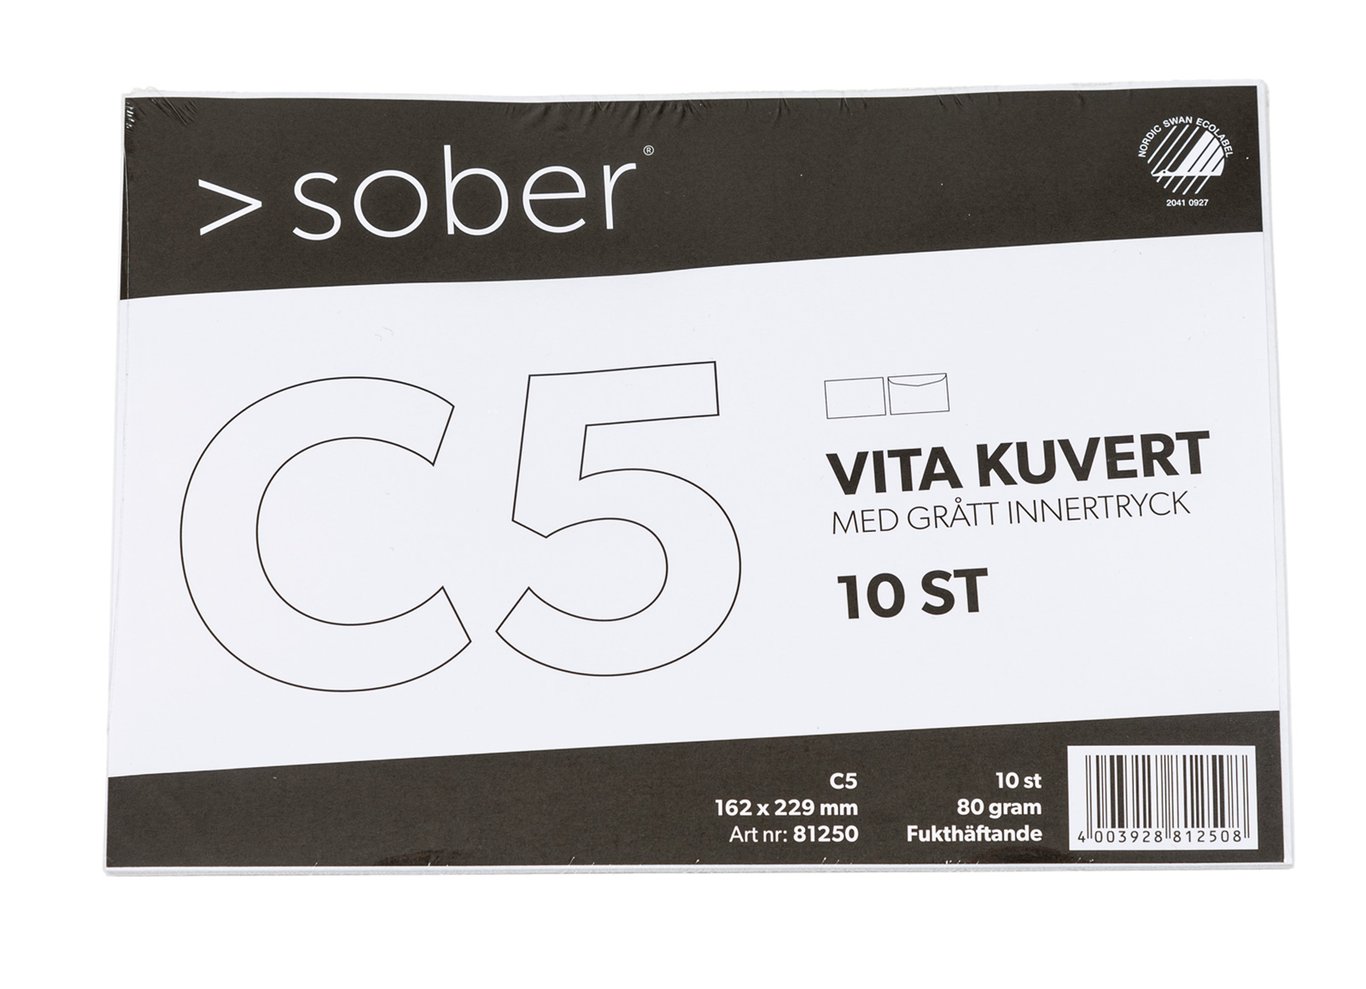 > sober®
NORDIC SWAN ECOLABEL
2041 0927
C5
VITA KUVERT
MED GRÅTT INNERTRYCK
10 ST
C5
162 x 229 mm
Art nr: 81250
10 st
80 gram
Fukthäftande
4 003928 812508